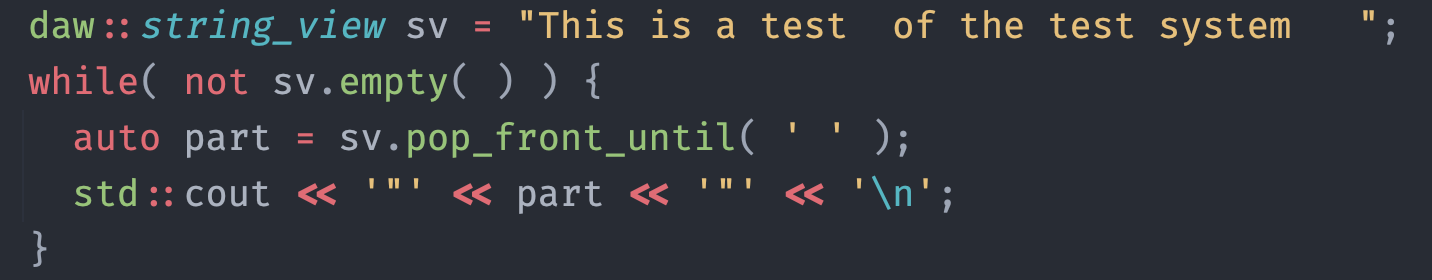 daw::string_view sv = "This is a test  of the test system   ";
while( not sv.empty( ) ) {
  auto part = sv.pop_front_until( ' ' );
  std::cout << '"' << part << '"' << '\n';
}